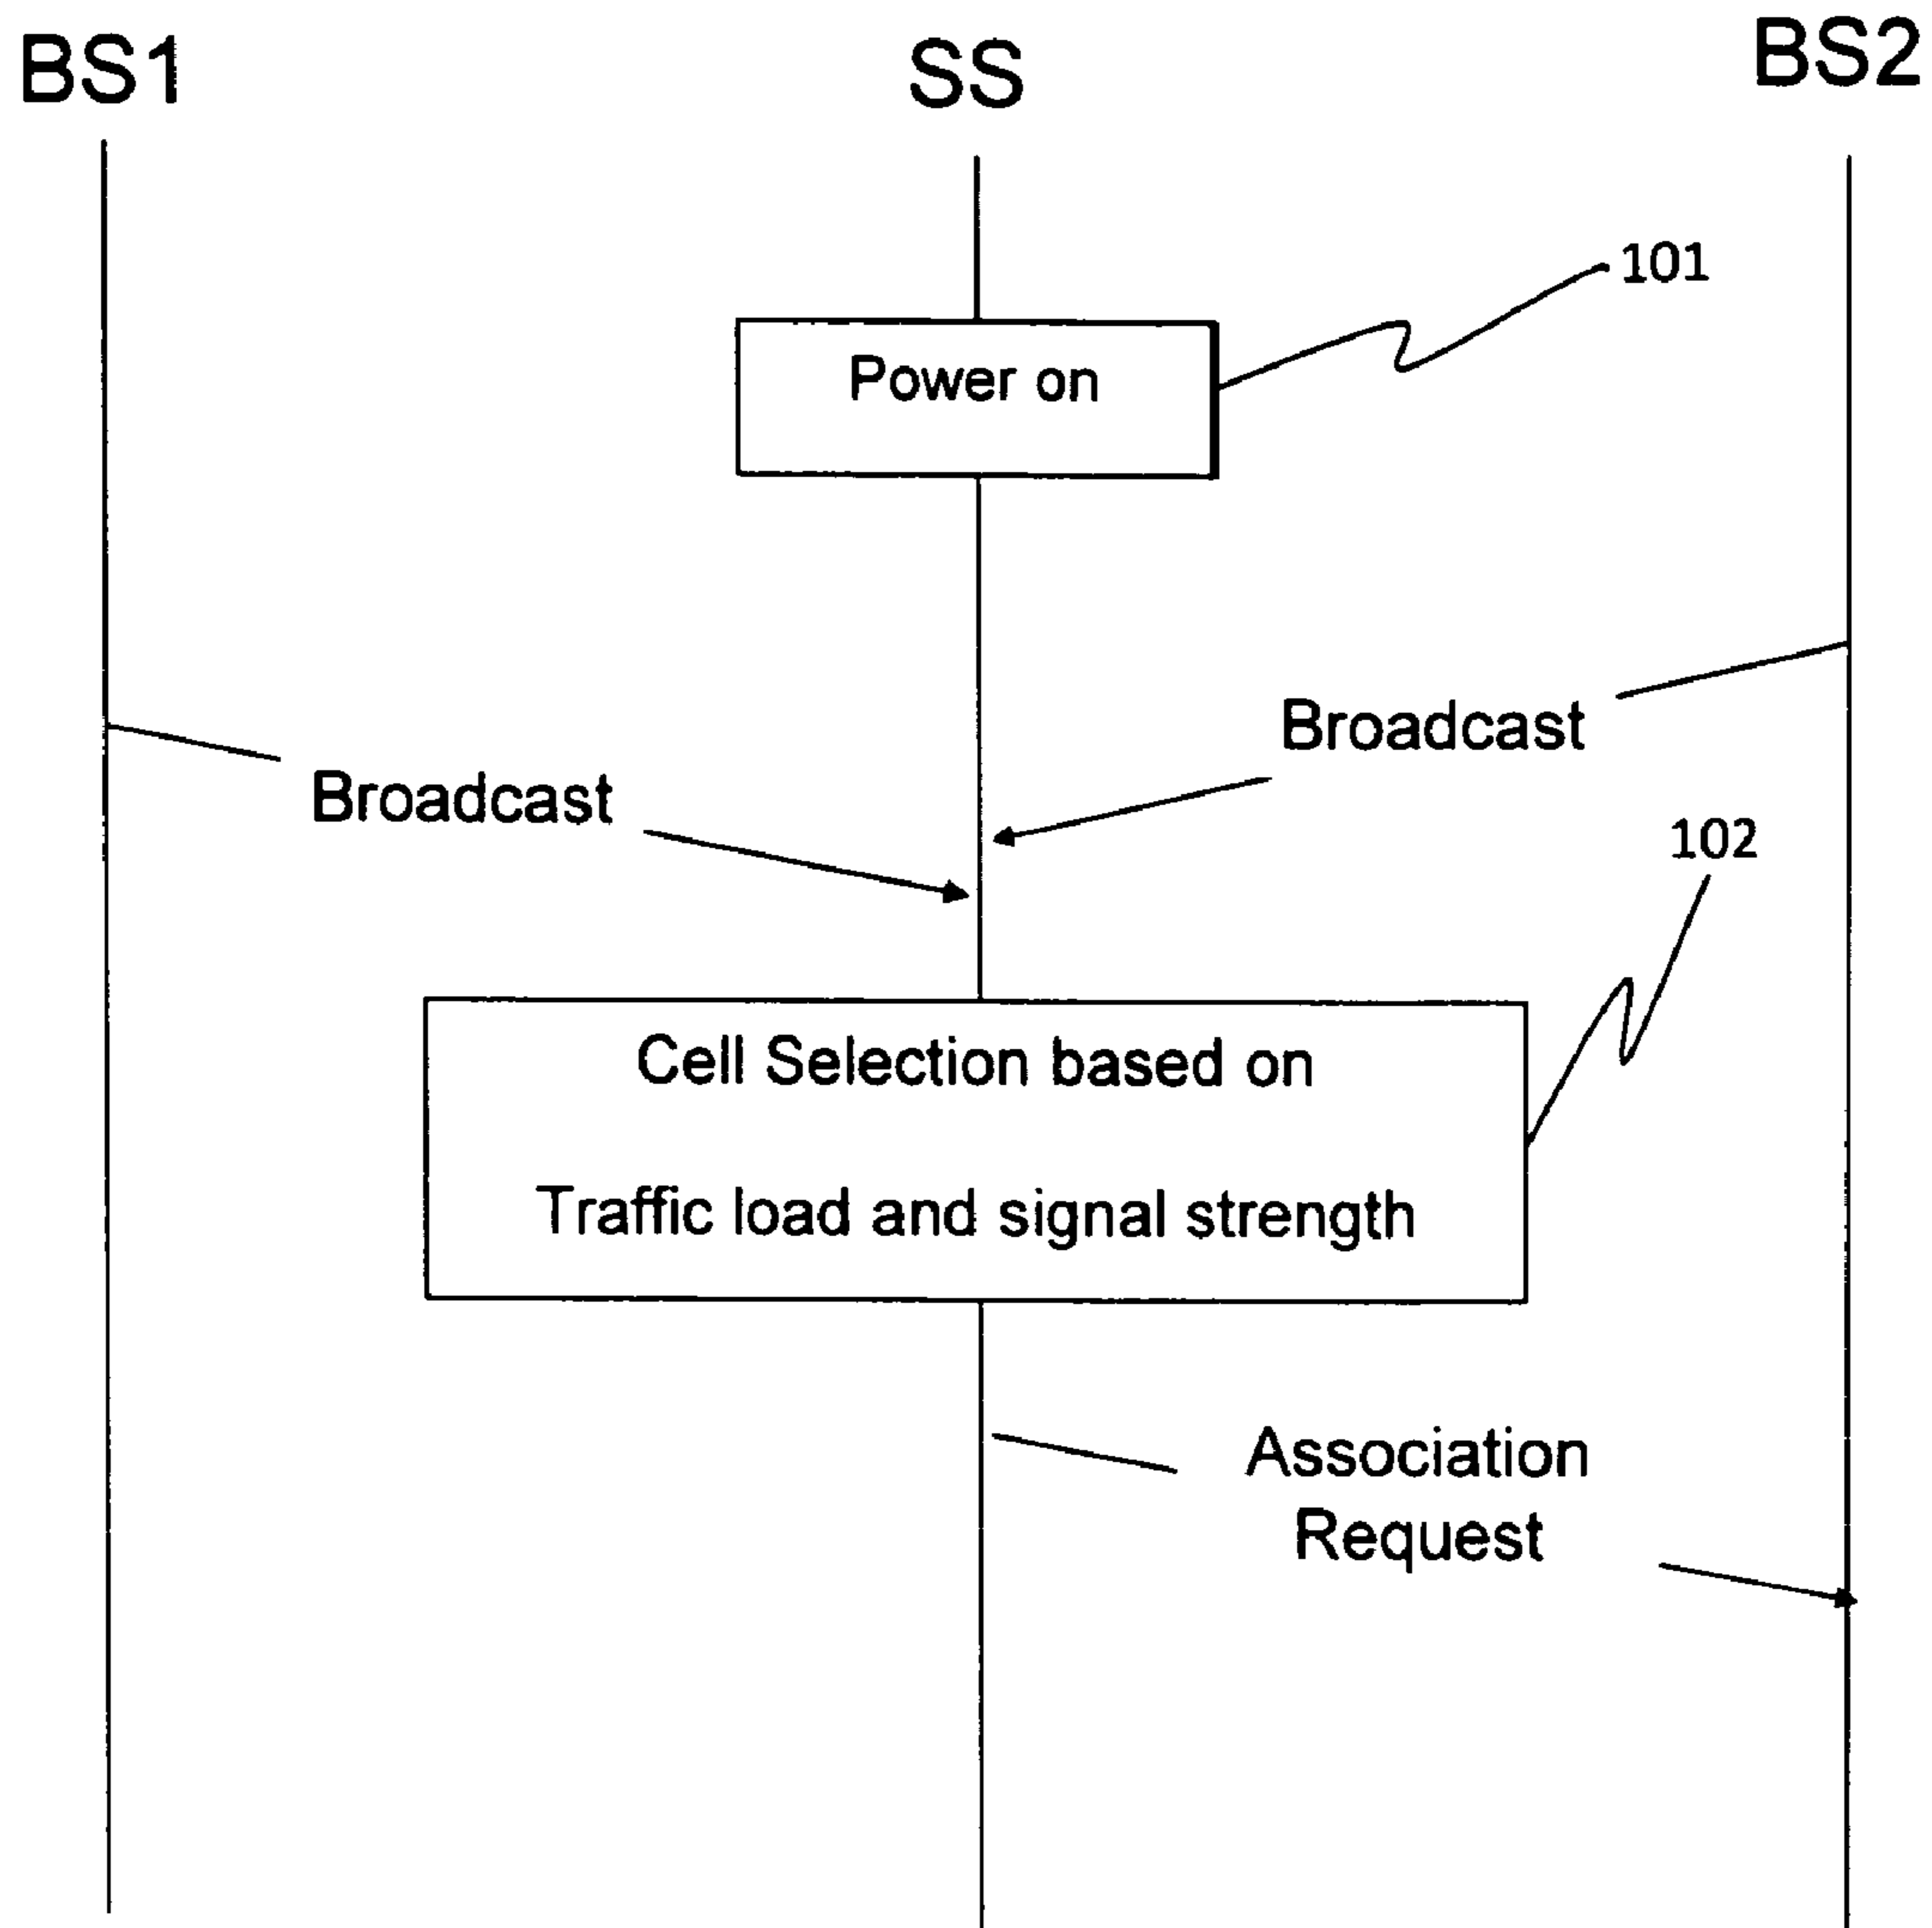 BS1
SS
BS2
101
Power on
Broadcast
Broadcast
102
Cell Selection based on
Traffic load and signal strength
Association
Request